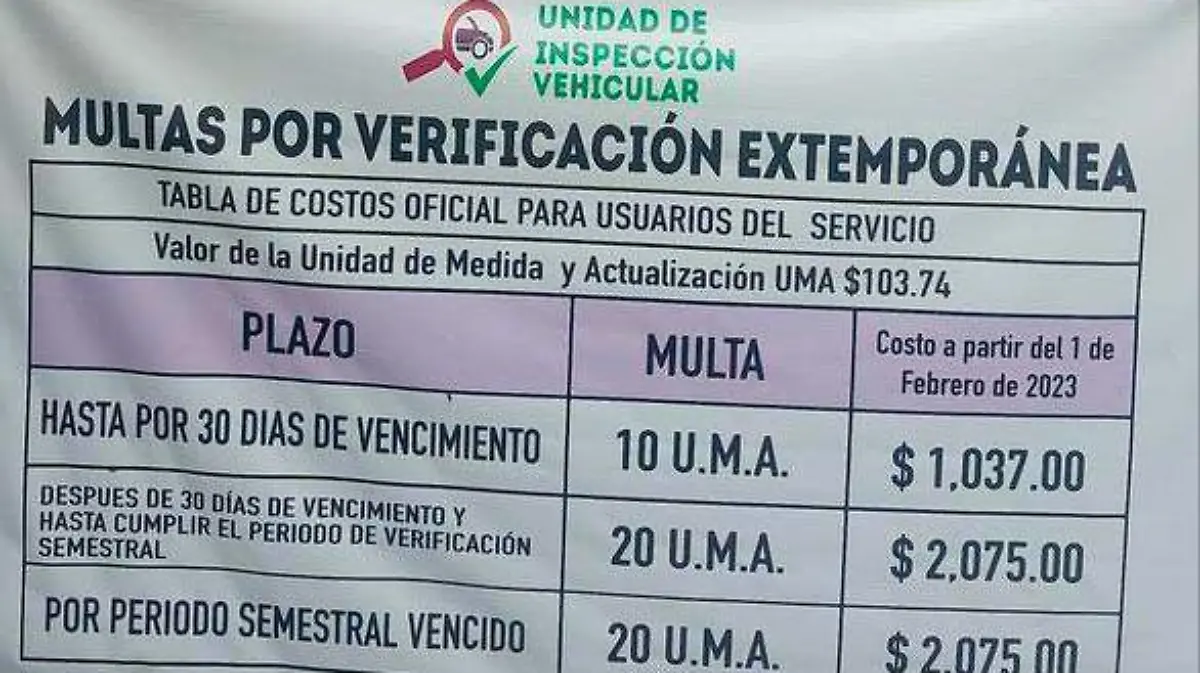 UNIDAD DE
INSPECCIÓN
VEHICULAR
MULTAS POR VERIFICACIÓN EXTEMPORÁNEA
TABLA DE COSTOS OFICIAL PARA USUARIOS DEL SERVICIO
Valor de la Unidad de Medida y Actualización UMA $103.74
PLAZO
MULTA
Costo a partir del 1 de
Febrero de 2023
HASTA POR 30 DIAS DE VENCIMIENTO
10 U.M.A.
$ 1,037.00
DESPUES DE 30 DÍAS DE VENCIMIENTO Y
HASTA CUMPLIR EL PERIODO DE VERIFICACIÓN
SEMESTRAL
20 U.M.A.
$ 2,075.00
POR PERIODO SEMESTRAL VENCIDO
20 U.M.A.
$ 2,075.00